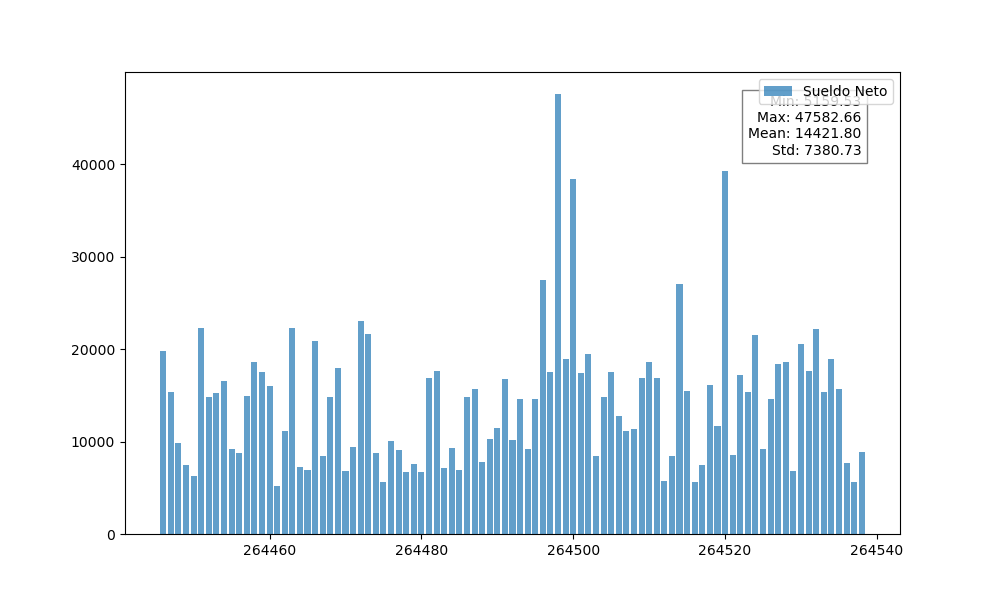 Sueldo Neto
Min: 5159.53
Max: 47582.66
Mean: 14421.80
Std: 7380.73
40000
30000
20000
10000
0
264460 264480 264500 264520 264540